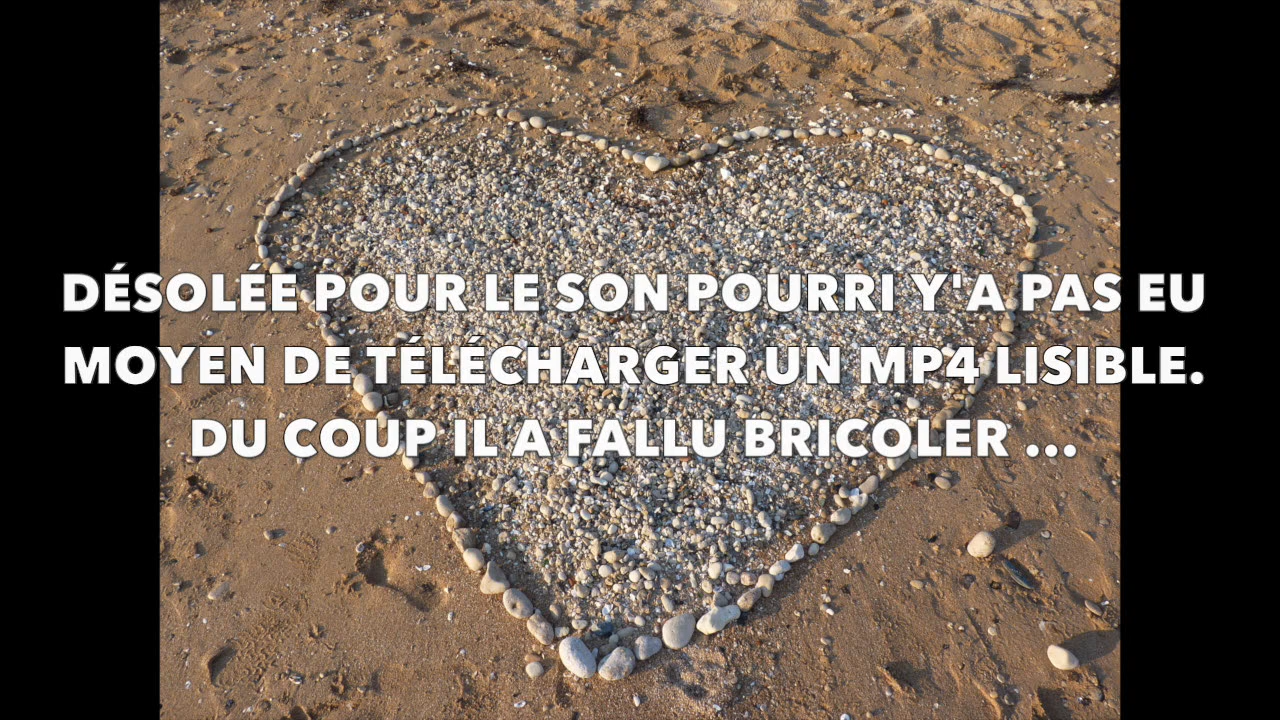 DÉSOLÉE POUR LE SON POURRI Y'A PAS EU
MOYEN DE TÉLÉCHARGER UN MP4 LISIBLE.
DU COUP IL A FALLU BRICOLER ...